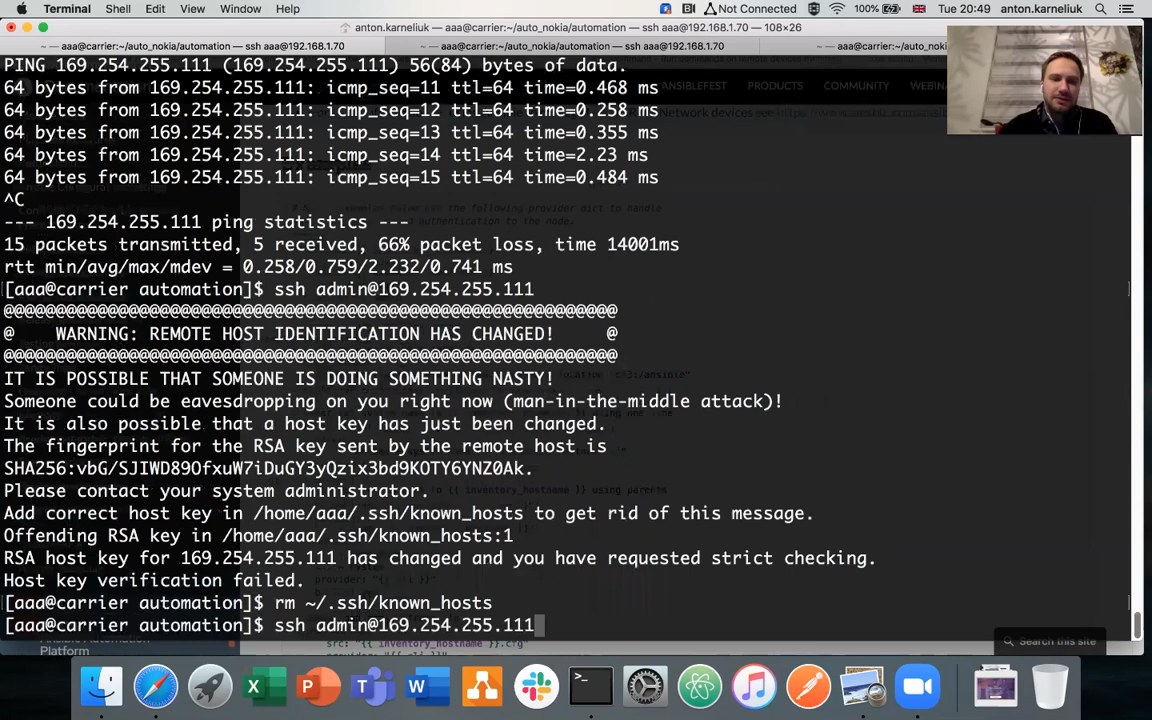 Terminal Shell Edit View Window Help Not Connected 100% Tue 20:49 anton.karneliuk
anton.karneliuk — aaa@carrier:~/auto_nokia/automation — ssh aaa@192.168.1.70 — 108×26
~ — aaa@carrier:~/auto_nokia/automation — ssh aaa@192.168.1.70 ~ — aaa@carrier:~/auto_nokia/automation — ssh aaa@192.168.1.70 ~ — aaa@carrier:~/auto
PING 169.254.255.111 (169.254.255.111) 56(84) bytes of data.
64 bytes from 169.254.255.111: icmp_seq=11 ttl=64 time=0.468 ms
64 bytes from 169.254.255.111: icmp_seq=12 ttl=64 time=0.258 ms
64 bytes from 169.254.255.111: icmp_seq=13 ttl=64 time=0.355 ms
64 bytes from 169.254.255.111: icmp_seq=14 ttl=64 time=2.23 ms
64 bytes from 169.254.255.111: icmp_seq=15 ttl=64 time=0.484 ms
^C
--- 169.254.255.111 ping statistics ---
15 packets transmitted, 5 received, 66% packet loss, time 14001ms
rtt min/avg/max/mdev = 0.258/0.759/2.232/0.741 ms
[aaa@carrier automation]$ ssh admin@169.254.255.111
@@@@@@@@@@@@@@@@@@@@@@@@@@@@@@@@@@@@@@@@@@@@@@@@@@@@@@@@@@@
@    WARNING: REMOTE HOST IDENTIFICATION HAS CHANGED!     @
@@@@@@@@@@@@@@@@@@@@@@@@@@@@@@@@@@@@@@@@@@@@@@@@@@@@@@@@@@@
IT IS POSSIBLE THAT SOMEONE IS DOING SOMETHING NASTY!
Someone could be eavesdropping on you right now (man-in-the-middle attack)!
It is also possible that a host key has just been changed.
The fingerprint for the RSA key sent by the remote host is
SHA256:vbG/SJIWD89OfxuW7iDuGY3yQzix3bd9KOTY6YNZ0Ak.
Please contact your system administrator.
Add correct host key in /home/aaa/.ssh/known_hosts to get rid of this message.
Offending RSA key in /home/aaa/.ssh/known_hosts:1
RSA host key for 169.254.255.111 has changed and you have requested strict checking.
Host key verification failed.
[aaa@carrier automation]$ rm ~/.ssh/known_hosts
[aaa@carrier automation]$ ssh admin@169.254.255.111
ANSIBLEFEST PRODUCTS COMMUNITY WEBIN
Ansible Automation
Platform
Search this site